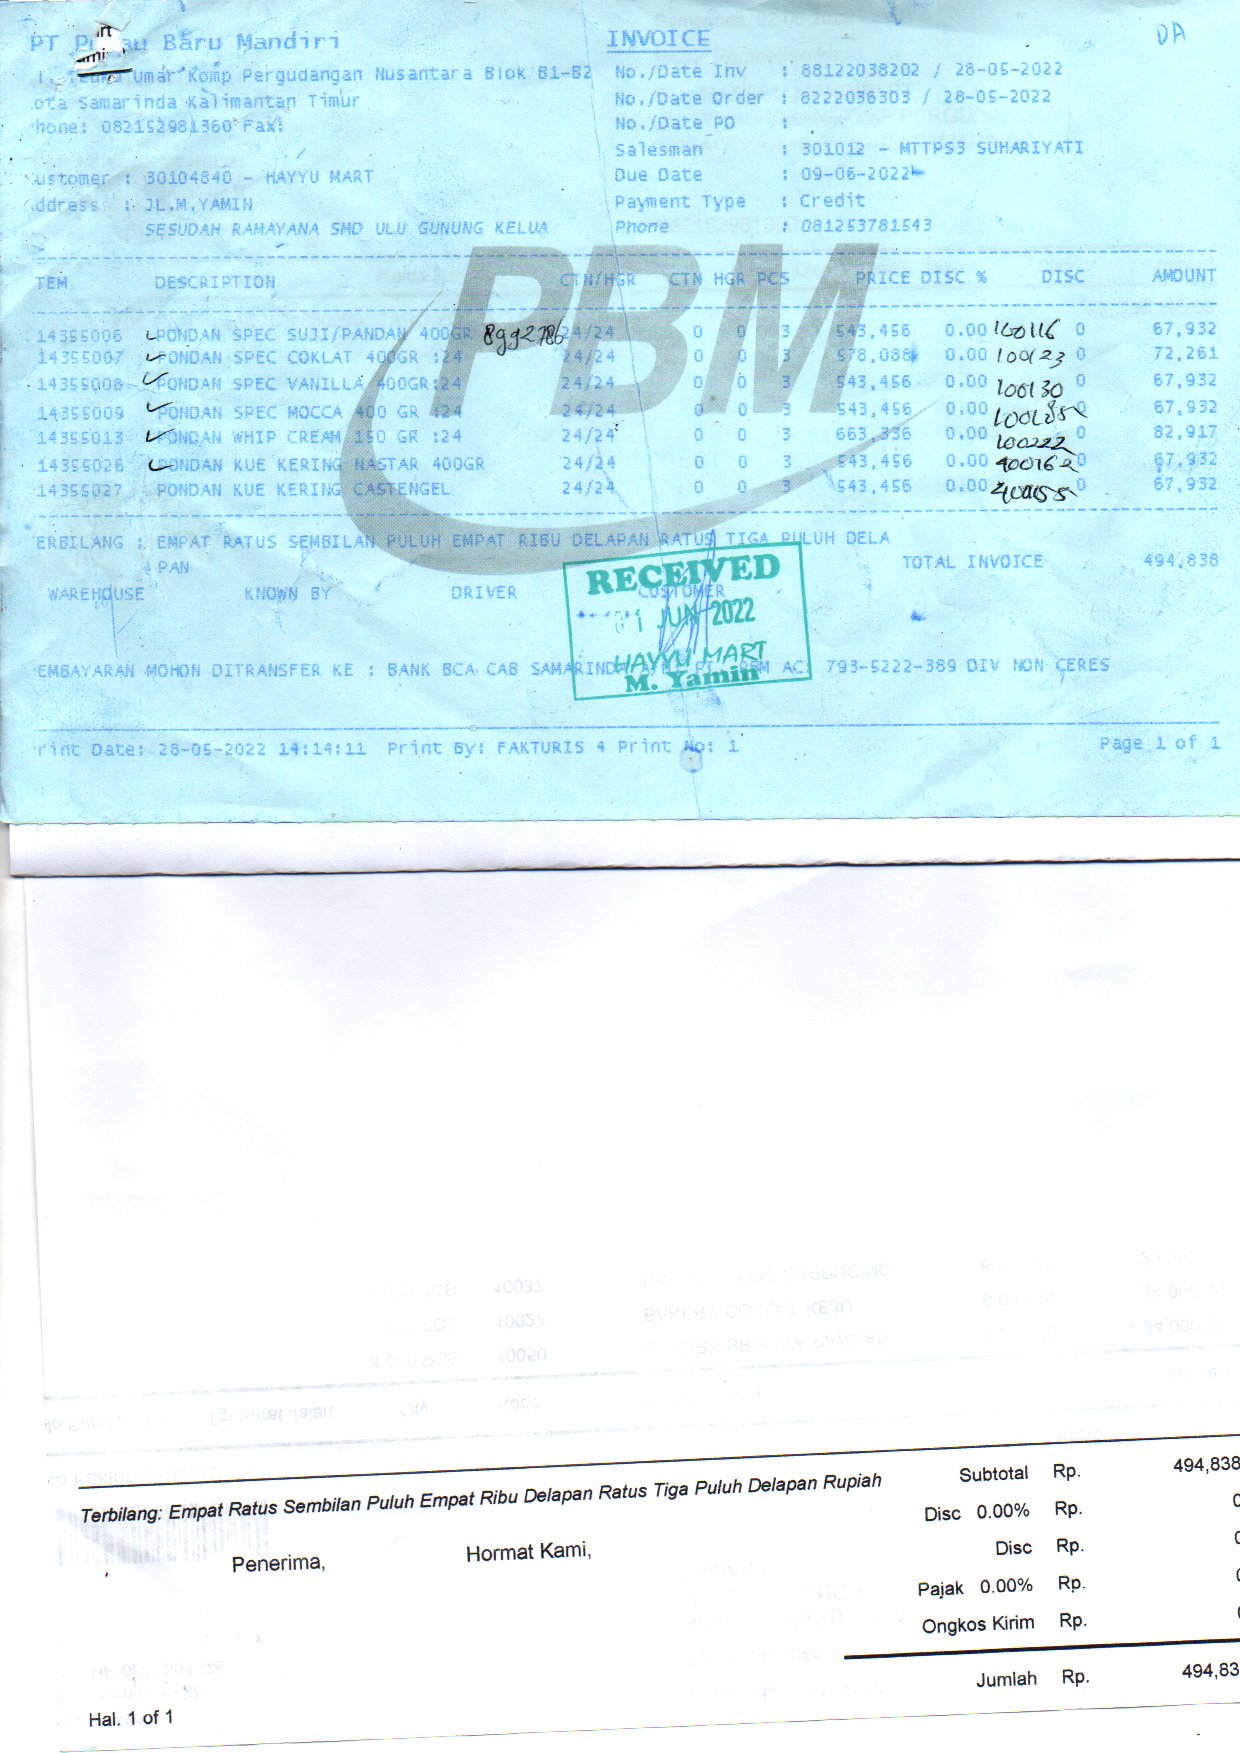 PT Baru Mandiri
INVOICE
DA
Umar Komp Pergudangan Nusantara Blok B1-B2
No./Date Inv : 88122038202 / 28-05-2022
ota Samarinda Kalimantan Timur
No./Date Order : 8222036303 / 28-05-2022
hone: 082152981360 Fax:
No./Date PO :
Salesman : 301012 - MTTPS3 SUHARIYATI
ustomer : 30104840 - HAYYU MART
Due Date : 09-06-2022
ddress : JL.M.YAMIN
Payment Type : Credit
SESUDAH RAMAYANA SMD ULU GUNUNG KELUA
Phone : 081253781543
PBM
TEM DESCRIPTION CTN/HGR CTN HGR PCS PRICE DISC % DISC AMOUNT
14355006 PONDAN SPEC SUJI/PANDAN 400GR 8992786 24/24 0 0 3 543,456 0.00 100116 0 67,932
14355007 PONDAN SPEC COKLAT 400GR :24 24/24 0 0 3 578,088 0.00 100123 0 72,261
14355008 PONDAN SPEC VANILLA 400GR:24 24/24 0 0 3 543,456 0.00 100130 0 67,932
14355009 PONDAN SPEC MOCCA 400 GR :24 24/24 0 0 3 543,456 0.00 67,932
14355013 PONDAN WHIP CREAM 150 GR :24 24/24 0 0 3 663,336 0.00 100222 82,917
14355026 PONDAN KUE KERING NASTAR 400GR 24/24 0 0 3 543,456 0.00 400162 0 67,932
14355027 PONDAN KUE KERING CASTENGEL 24/24 0 0 3 543,456 0.00 0 67,932
ERBILANG : EMPAT RATUS SEMBILAN PULUH EMPAT RIBU DELAPAN RATUS TIGA PULUH DELA
PAN
TOTAL INVOICE 494,838
WAREHOUSE KNOWN BY DRIVER CUSTOMER
RECEIVED
01 JUN 2022
HAYYU MART
M. Yamin
EMBAYARAN MOHON DITRANSFER KE : BANK BCA CAB SAMARINDA PT. PBM AC: 793-5222-389 DIV NON CERES
rint Date: 28-05-2022 14:14:11 Print By: FAKTURIS 4 Print No: 1
Page 1 of 1
Terbilang: Empat Ratus Sembilan Puluh Empat Ribu Delapan Ratus Tiga Puluh Delapan Rupiah
Subtotal Rp. 494,838
Disc 0.00% Rp. 0
Penerima, Hormat Kami,
Disc Rp. 0
Pajak 0.00% Rp. 0
Ongkos Kirim Rp. 0
Jumlah Rp. 494,83
Hal. 1 of 1